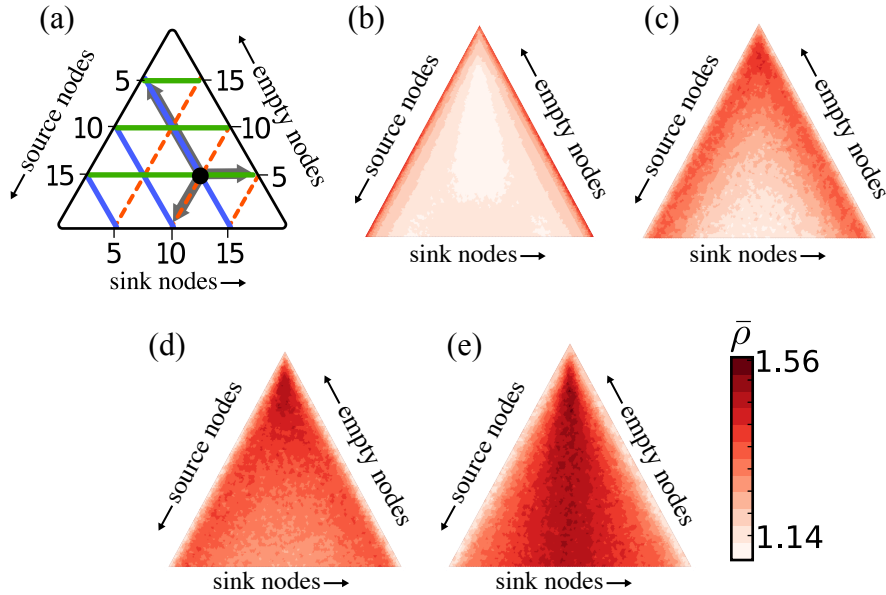 (a)
source nodes
empty nodes
5
15
10
10
15
5
5
10
15
sink nodes
(b)
source nodes
empty nodes
sink nodes
(c)
source nodes
empty nodes
sink nodes
(d)
source nodes
empty nodes
sink nodes
(e)
source nodes
empty nodes
sink nodes
ρ̄
1.56
1.14